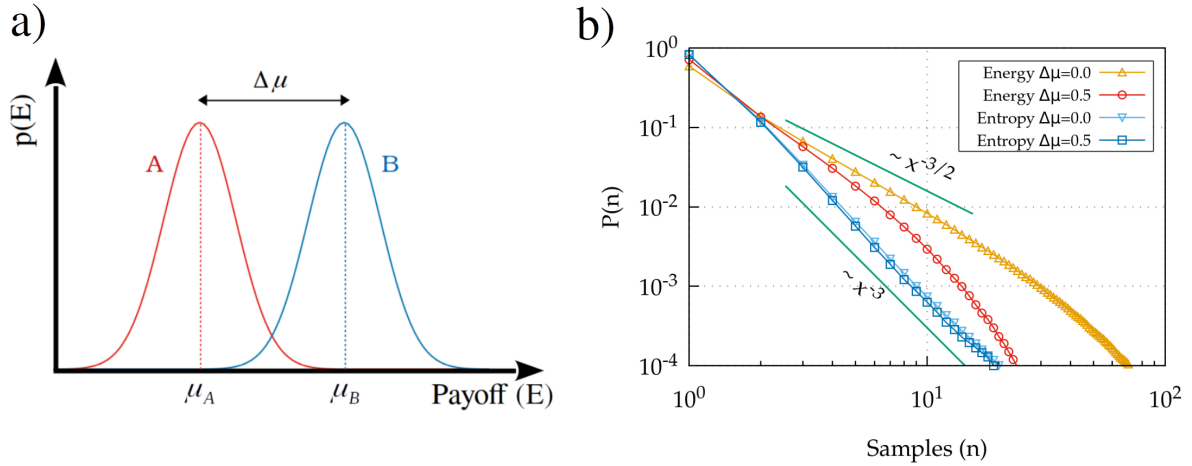 a)
p(E)
Δμ
A
B
μA
μB
Payoff (E)
b)
P(n)
10^0
10^-1
10^-2
10^-3
10^-4
Energy Δμ=0.0
Energy Δμ=0.5
Entropy Δμ=0.0
Entropy Δμ=0.5
~ x^-3/2
~ x^-3
10^0
10^1
10^2
Samples (n)